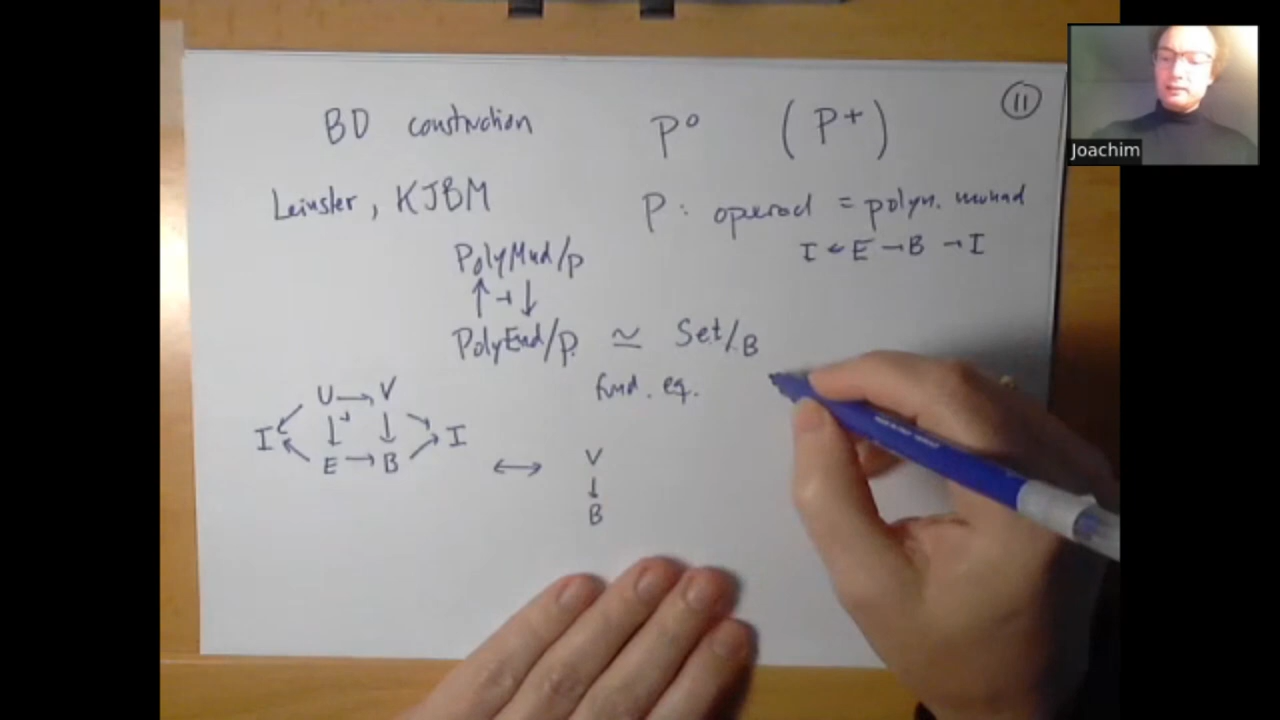 BD construction P° (P⁺) 11
Leinster, KJBM
P: operad = polyn. monad
I ← E → B → I
PolyMnd/P
↑ ⊣ ↓
PolyEnd/P ≃ Set/B
fund. eq.
U → V
I I
E → B
↔
V
↓
B
Joachim